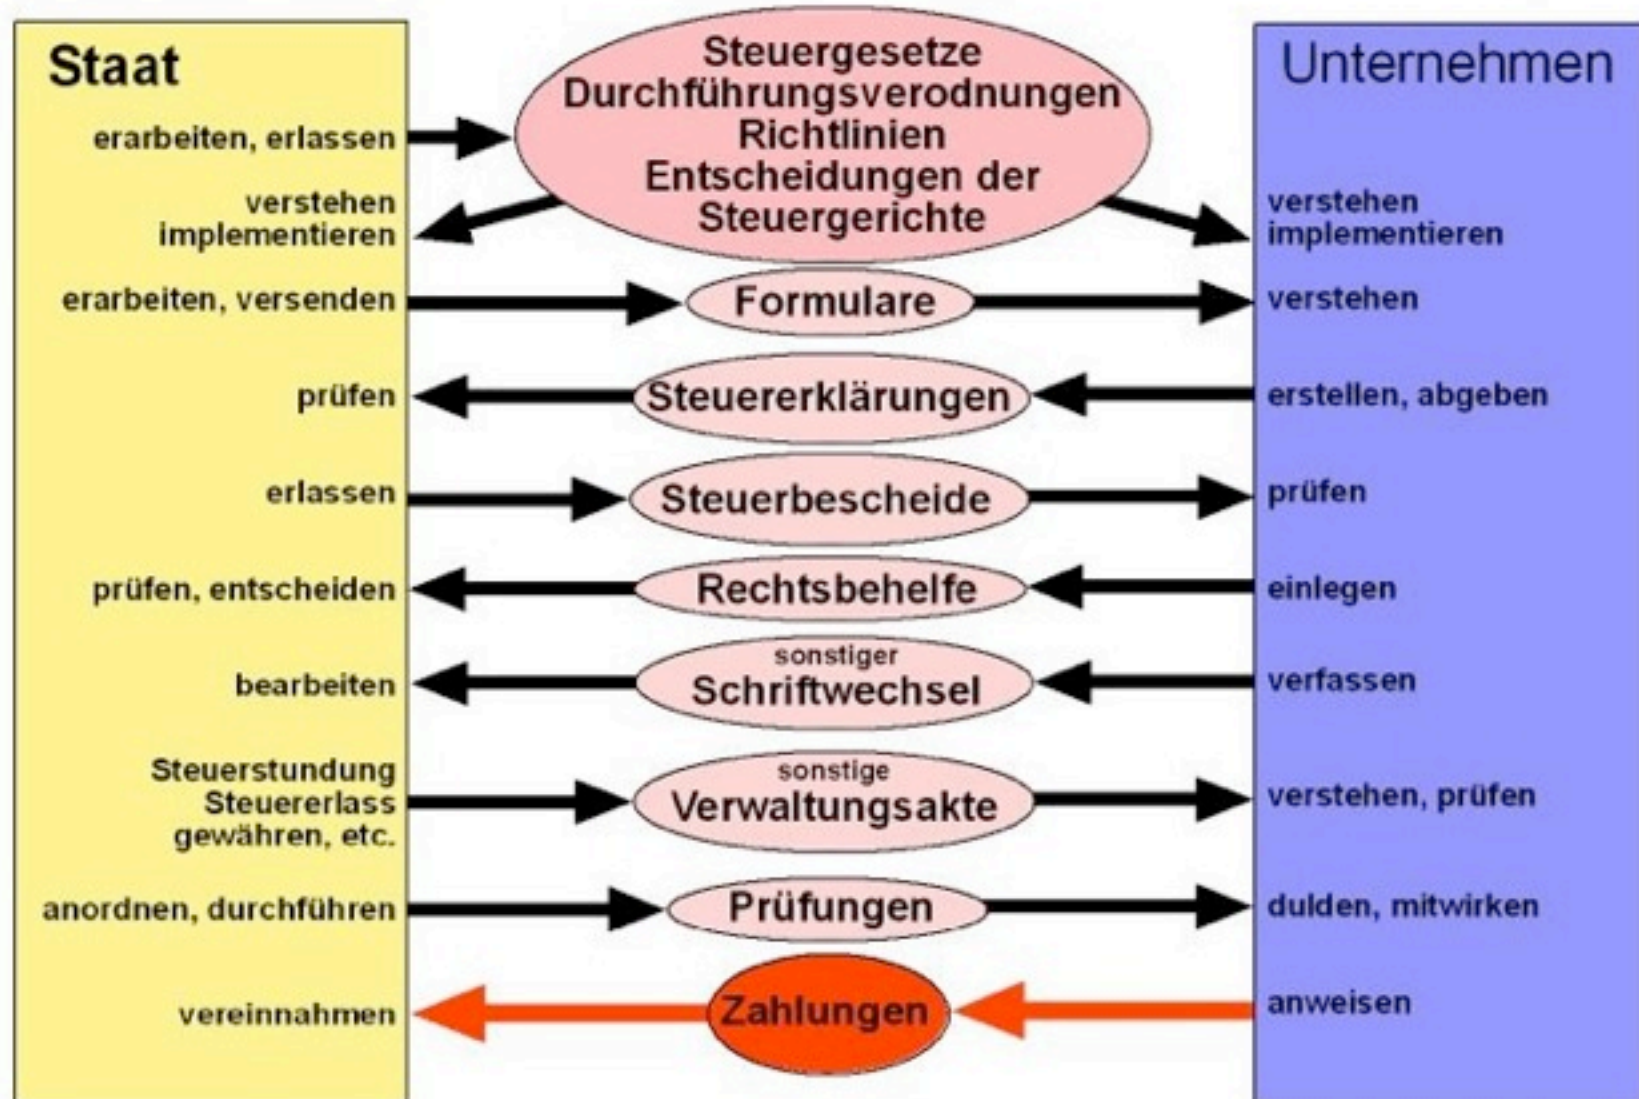 Staat
Steuergesetze
Durchführungsverodnungen
Richtlinien
Entscheidungen der
Steuergerichte
Unternehmen
erarbeiten, erlassen
verstehen
implementieren
verstehen
implementieren
erarbeiten, versenden
Formulare
verstehen
prüfen
Steuererklärungen
erstellen, abgeben
erlassen
Steuerbescheide
prüfen
prüfen, entscheiden
Rechtsbehelfe
einlegen
bearbeiten
sonstiger
Schriftwechsel
verfassen
Steuerstundung
Steuererlass
gewähren, etc.
sonstige
Verwaltungsakte
verstehen, prüfen
anordnen, durchführen
Prüfungen
dulden, mitwirken
vereinnahmen
Zahlungen
anweisen